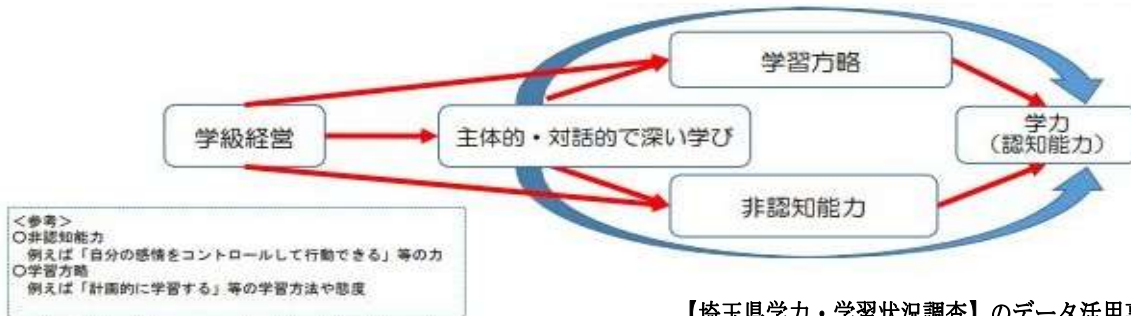 学習方略
学級経営
主体的・対話的で深い学び
学力
（認知能力）
非認知能力
＜参考＞
〇非認知能力
例えば「自分の感情をコントロールして行動できる」等の力
〇学習方略
例えば「計画的に学習する」等の学習方法や態度
【埼玉県学力・学習状況調査】のデータ活用